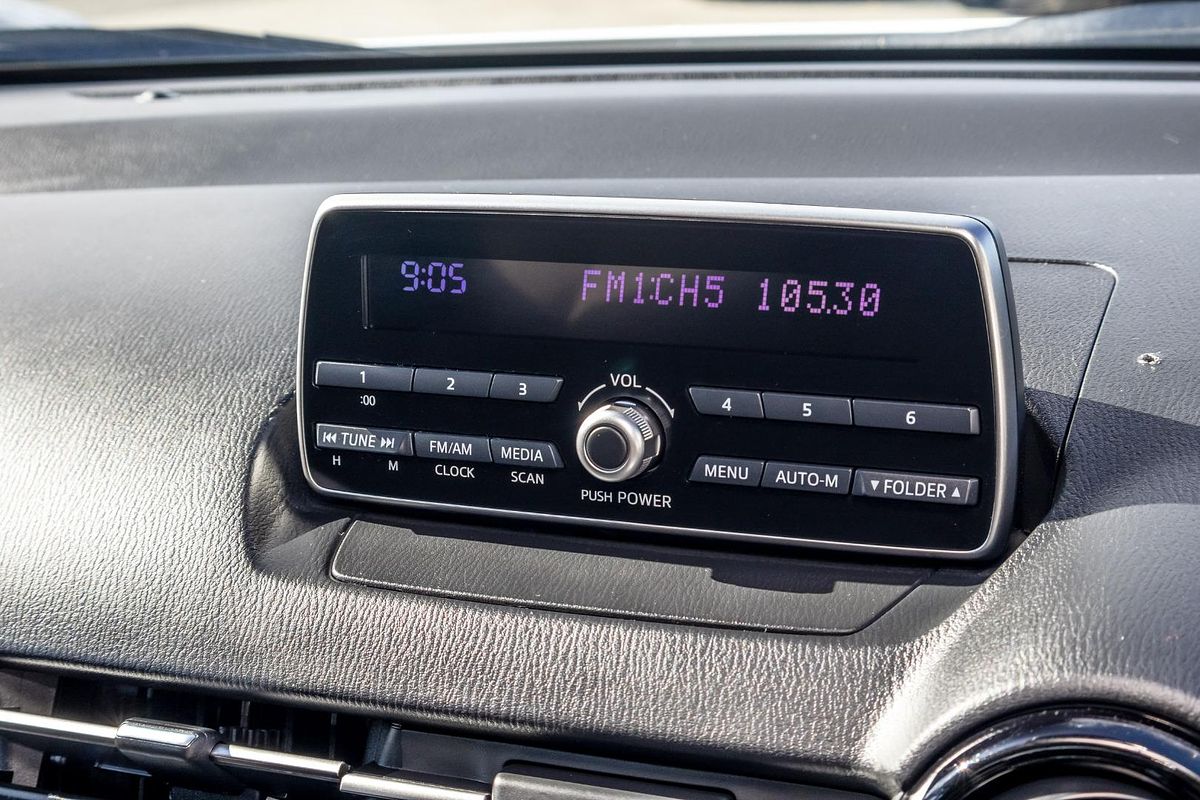 9:05 FM1:CH5 105.30
1 2 3 VOL 4 5 6
:00
⏮ TUNE ⏭ FM/AM MEDIA MENU AUTO-M ▼ FOLDER ▲
H M CLOCK SCAN PUSH POWER